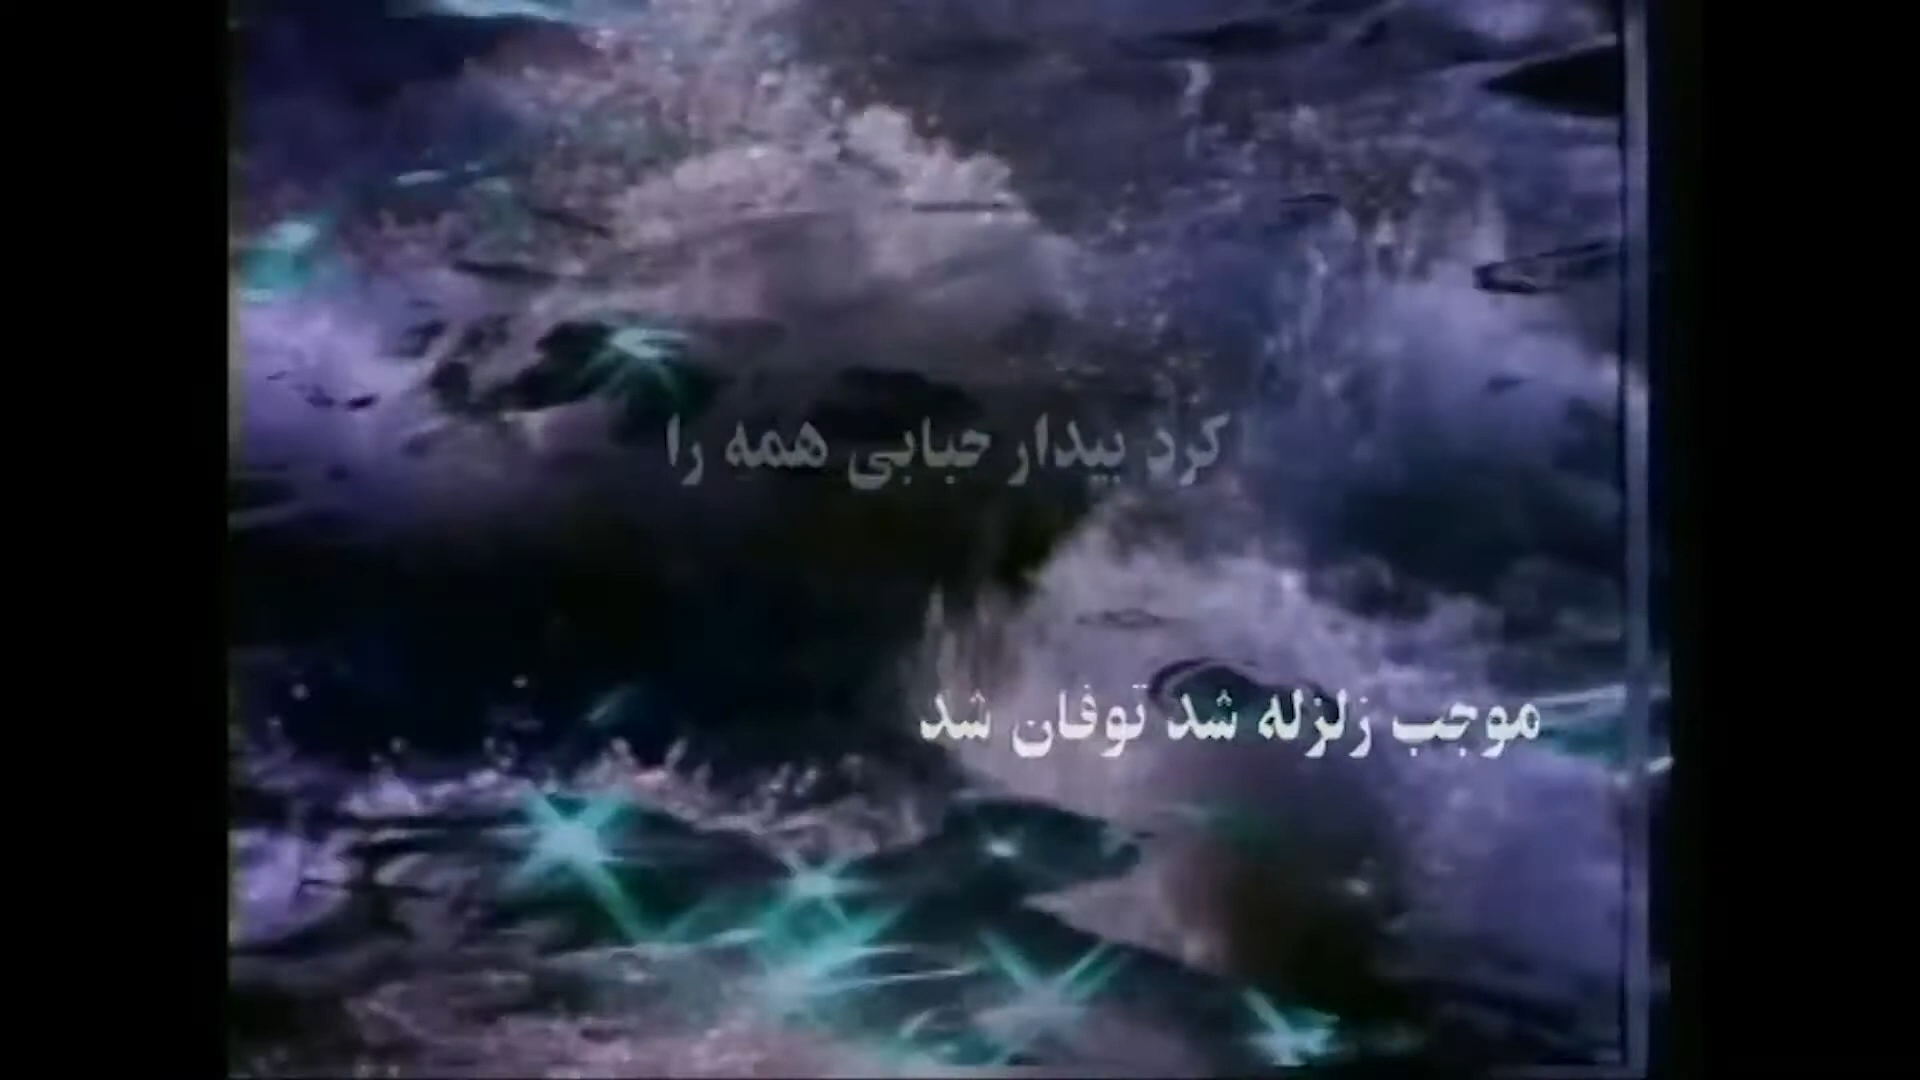 کرد بیدار حبابی همه را
موجب زلزله شد توفان شد